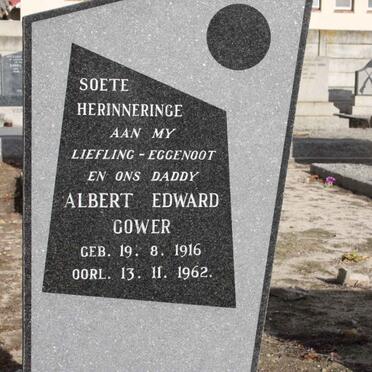 SOETE
HERINNERINGE
AAN MY
LIEFLING - EGGENOOT
EN ONS DADDY
ALBERT EDWARD
GOWER
GEB. 19. 8. 1916
OORL. 13. 11. 1962.